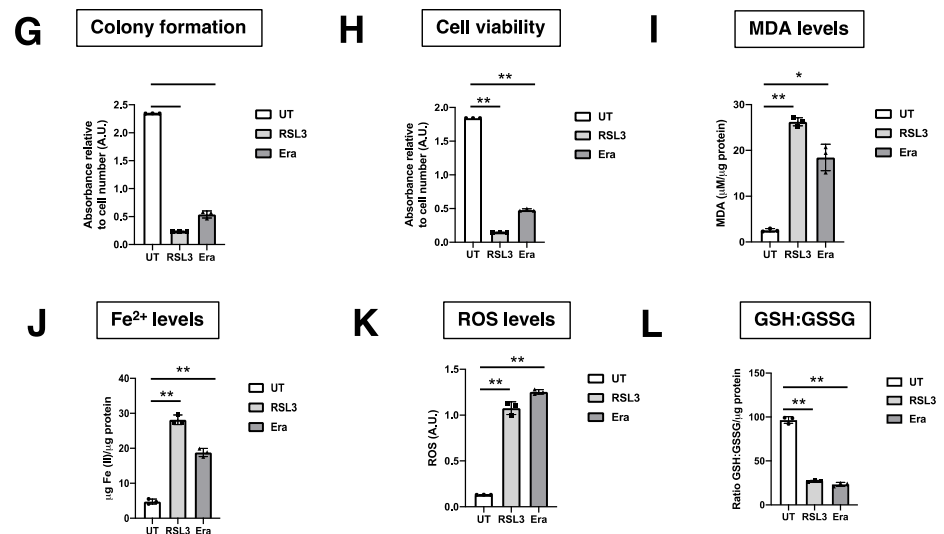 G
Colony formation
2.5
2.0
1.5
1.0
0.5
0.0
Absorbance relative
to cell number (A.U.)
UT RSL3 Era
UT
RSL3
Era
H
Cell viability
**
**
2.0
1.5
1.0
0.5
0.0
Absorbance relative
to cell number (A.U.)
UT RSL3 Era
UT
RSL3
Era
I
MDA levels
*
**
30
20
10
0
MDA (µM/µg protein)
UT RSL3 Era
UT
RSL3
Era
J
Fe²⁺ levels
**
**
40
30
20
10
0
µg Fe (II)/µg protein
UT RSL3 Era
UT
RSL3
Era
K
ROS levels
**
**
1.5
1.0
0.5
0.0
ROS (A.U.)
UT RSL3 Era
UT
RSL3
Era
L
GSH:GSSG
**
**
150
100
50
0
Ratio GSH:GSSG/µg protein
UT RSL3 Era
UT
RSL3
Era